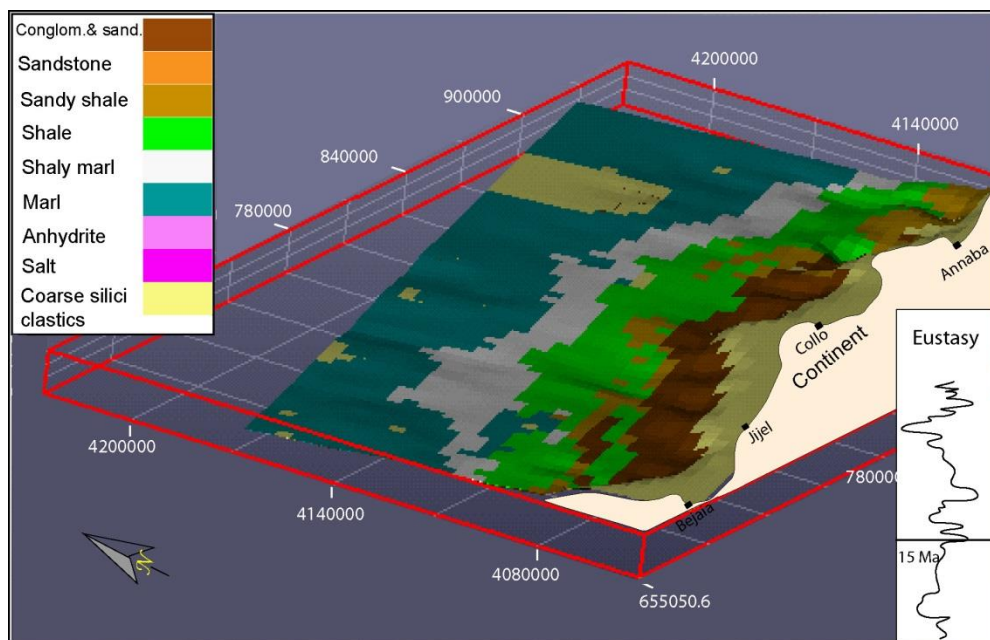 Conglom.& sand.
Sandstone
Sandy shale
Shale
Shaly marl
Marl
Anhydrite
Salt
Coarse silici
clastics
4200000
900000
4140000
840000
780000
Annaba
Collo
Continent
Jijel
Bejaia
4200000
4140000
4080000
780000
655050.6
N
Eustasy
15 Ma